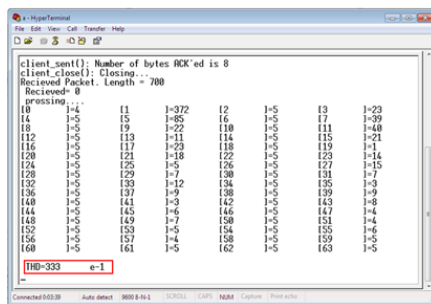 a - HyperTerminal
File Edit View Call Transfer Help
client_sent(): Number of bytes ACK'ed is 8
client_close(): Closing...
Recieved Packet. Length = 700
Recieved= 0
prossing....
[0 ]=4 [1 ]=372 [2 ]=5 [3 ]=23
[4 ]=5 [5 ]=85 [6 ]=5 [7 ]=39
[8 ]=5 [9 ]=22 [10 ]=5 [11 ]=40
[12 ]=5 [13 ]=11 [14 ]=5 [15 ]=21
[16 ]=5 [17 ]=23 [18 ]=5 [19 ]=1
[20 ]=5 [21 ]=18 [22 ]=5 [23 ]=14
[24 ]=5 [25 ]=5 [26 ]=5 [27 ]=15
[28 ]=5 [29 ]=7 [30 ]=5 [31 ]=7
[32 ]=5 [33 ]=12 [34 ]=5 [35 ]=3
[36 ]=5 [37 ]=9 [38 ]=5 [39 ]=9
[40 ]=5 [41 ]=3 [42 ]=5 [43 ]=8
[44 ]=5 [45 ]=6 [46 ]=5 [47 ]=4
[48 ]=5 [49 ]=7 [50 ]=5 [51 ]=4
[52 ]=5 [53 ]=5 [54 ]=5 [55 ]=6
[56 ]=5 [57 ]=4 [58 ]=5 [59 ]=5
[60 ]=5 [61 ]=5 [62 ]=5 [63 ]=5
THD=333 e-1
Connected 0:03:39 Auto detect 9600 8-N-1 SCROLL CAPS NUM Capture Print echo